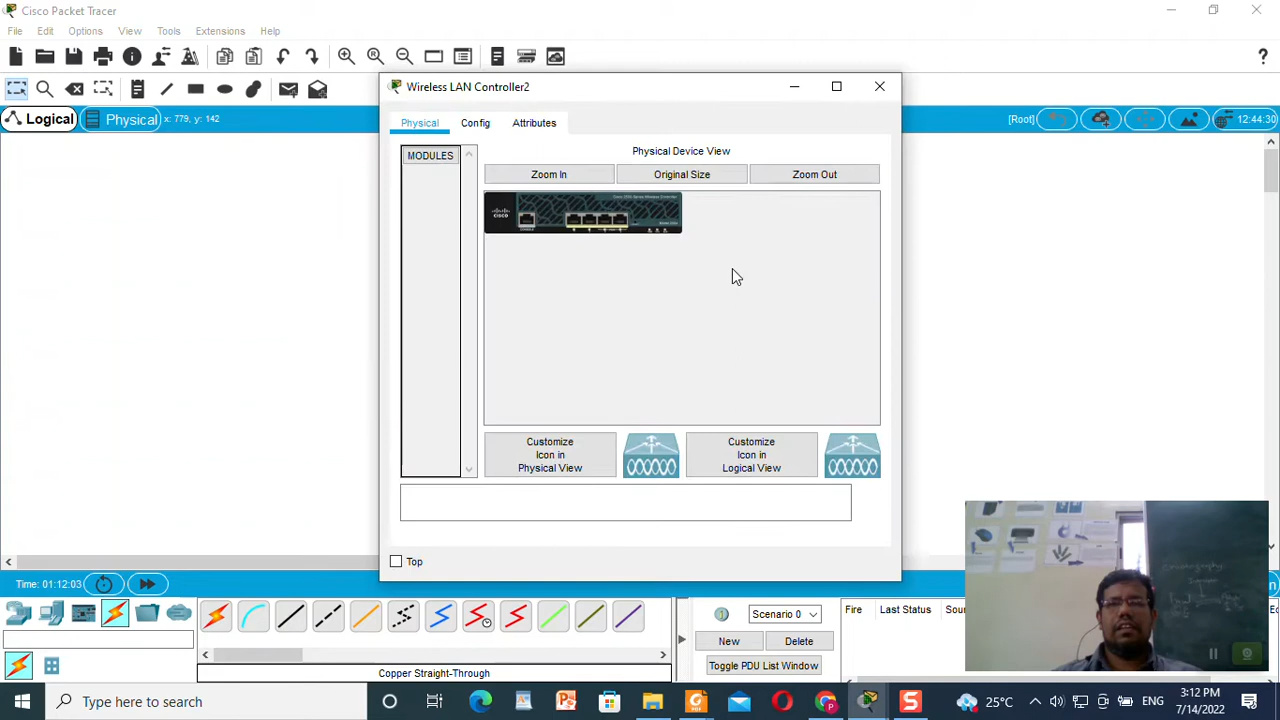 Cisco Packet Tracer
File Edit Options View Tools Extensions Help
Wireless LAN Controller2
Logical Physical x: 779, y: 142 [Root] 12:44:30
Physical Config Attributes
MODULES
Physical Device View
Zoom In Original Size Zoom Out
CISCO
Customize
Icon in
Physical View
Customize
Icon in
Logical View
Top
Time: 01:12:03
Scenario 0
Fire Last Status Sou
New Delete
Toggle PDU List Window
Copper Straight-Through
Type here to search
25°C ENG
3:12 PM
7/14/2022